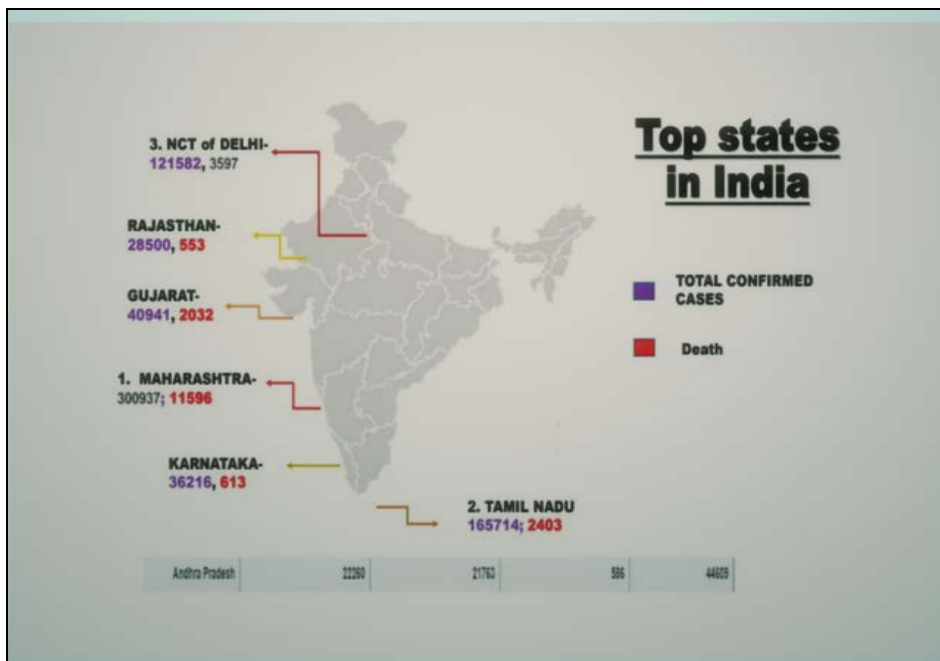 Top states
in India
3. NCT of DELHI-
121582, 3597
RAJASTHAN-
28500, 553
GUJARAT-
40941, 2032
1. MAHARASHTRA-
300937; 11596
KARNATAKA-
36216, 613
2. TAMIL NADU
165714; 2403
TOTAL CONFIRMED
CASES
Death
Andhra Pradesh 22260 21763 586 44609